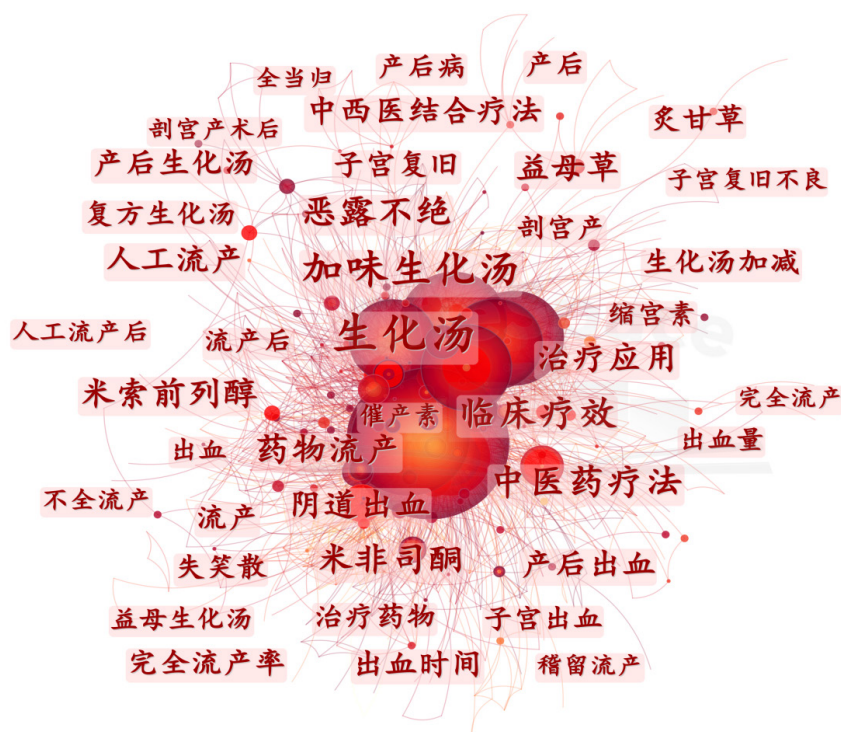 全当归
产后病
产后
剖宫产术后
中西医结合疗法
炙甘草
产后生化汤
子宫复旧
益母草
子宫复旧不良
复方生化汤
恶露不绝
剖宫产
人工流产
加味生化汤
生化汤加减
人工流产后
流产后
生化汤
缩宫素
治疗应用
米索前列醇
催产素
临床疗效
完全流产
出血
药物流产
出血量
不全流产
流产
阴道出血
中医药疗法
失笑散
米非司酮
产后出血
益母生化汤
治疗药物
子宫出血
完全流产率
出血时间
稽留流产